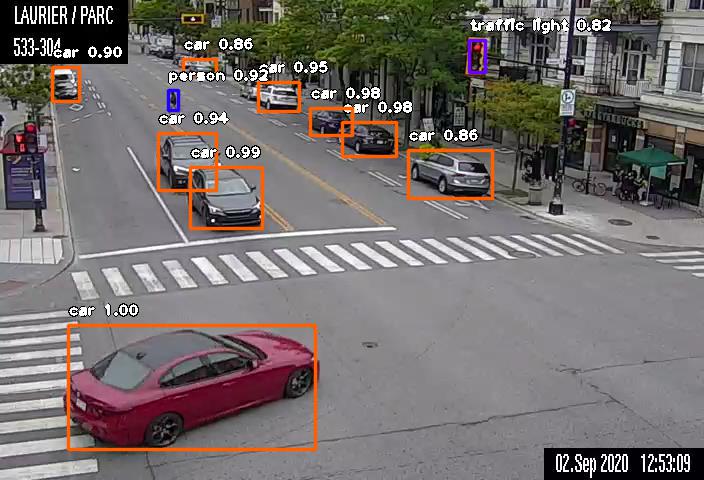 LAURIER / PARC
533-304
car 0.90
car 0.86
traffic light 0.82
person 0.92
car 0.95
car 0.98
car 0.98
car 0.94
car 0.99
car 0.86
P
STARBUCKS
car 1.00
02.Sep 2020 12:53:09